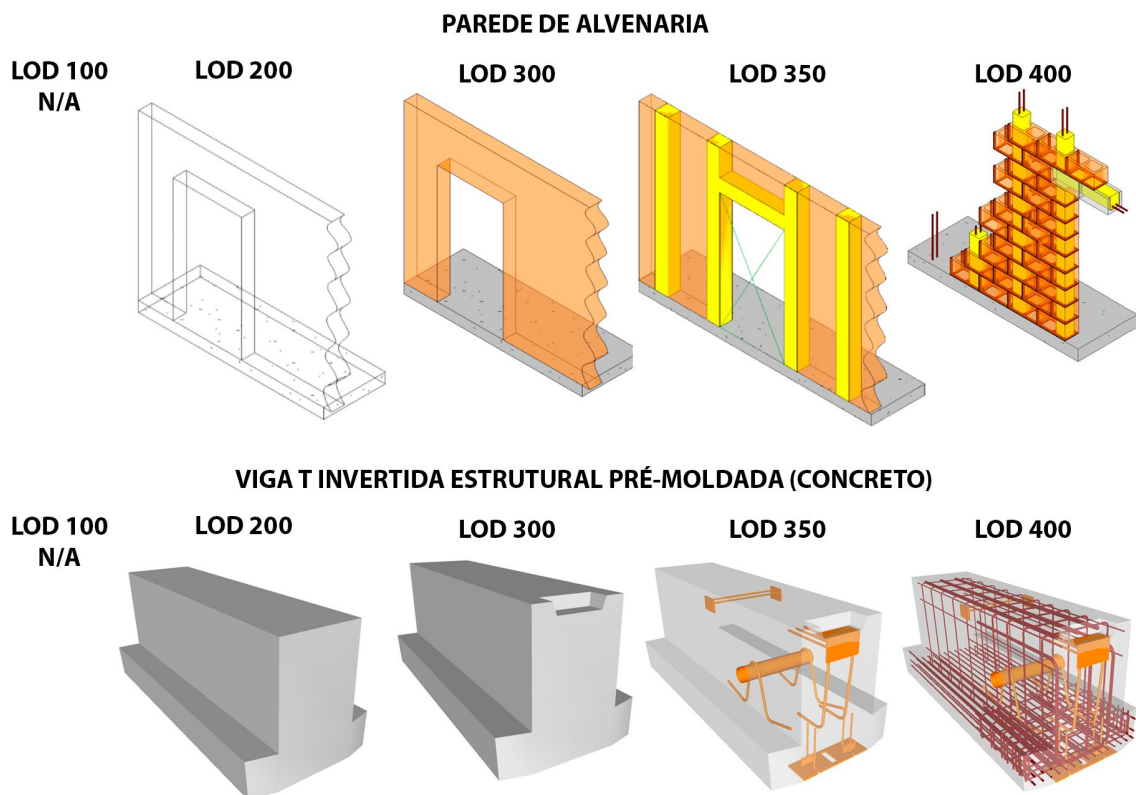 PAREDE DE ALVENARIA
LOD 100 LOD 200 LOD 300 LOD 350 LOD 400
N/A
VIGA T INVERTIDA ESTRUTURAL PRÉ-MOLDADA (CONCRETO)
LOD 100 LOD 200 LOD 300 LOD 350 LOD 400
N/A